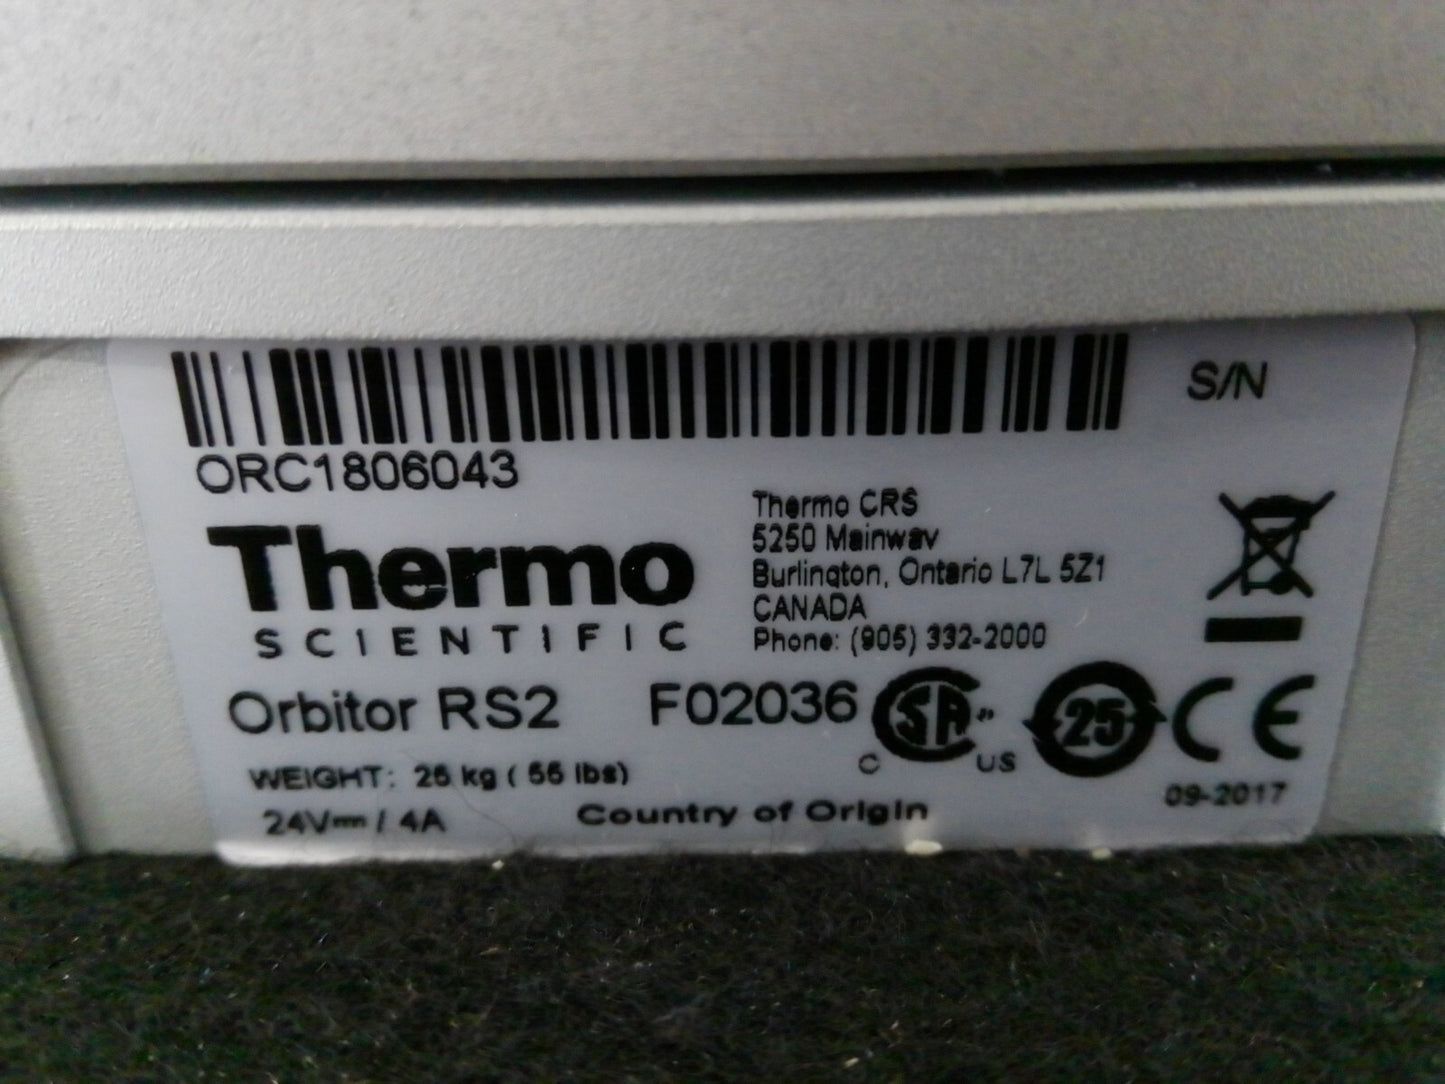 S/N
ORC1806043
Thermo
SCIENTIFIC
Thermo CRS
5250 Mainway
Burlington, Ontario L7L 5Z1
CANADA
Phone: (905) 332-2000
Orbitor RS2 F02036
SA
C US
25
CE
WEIGHT: 25 kg ( 55 lbs)
24V⎓ / 4A
Country of Origin
09-2017